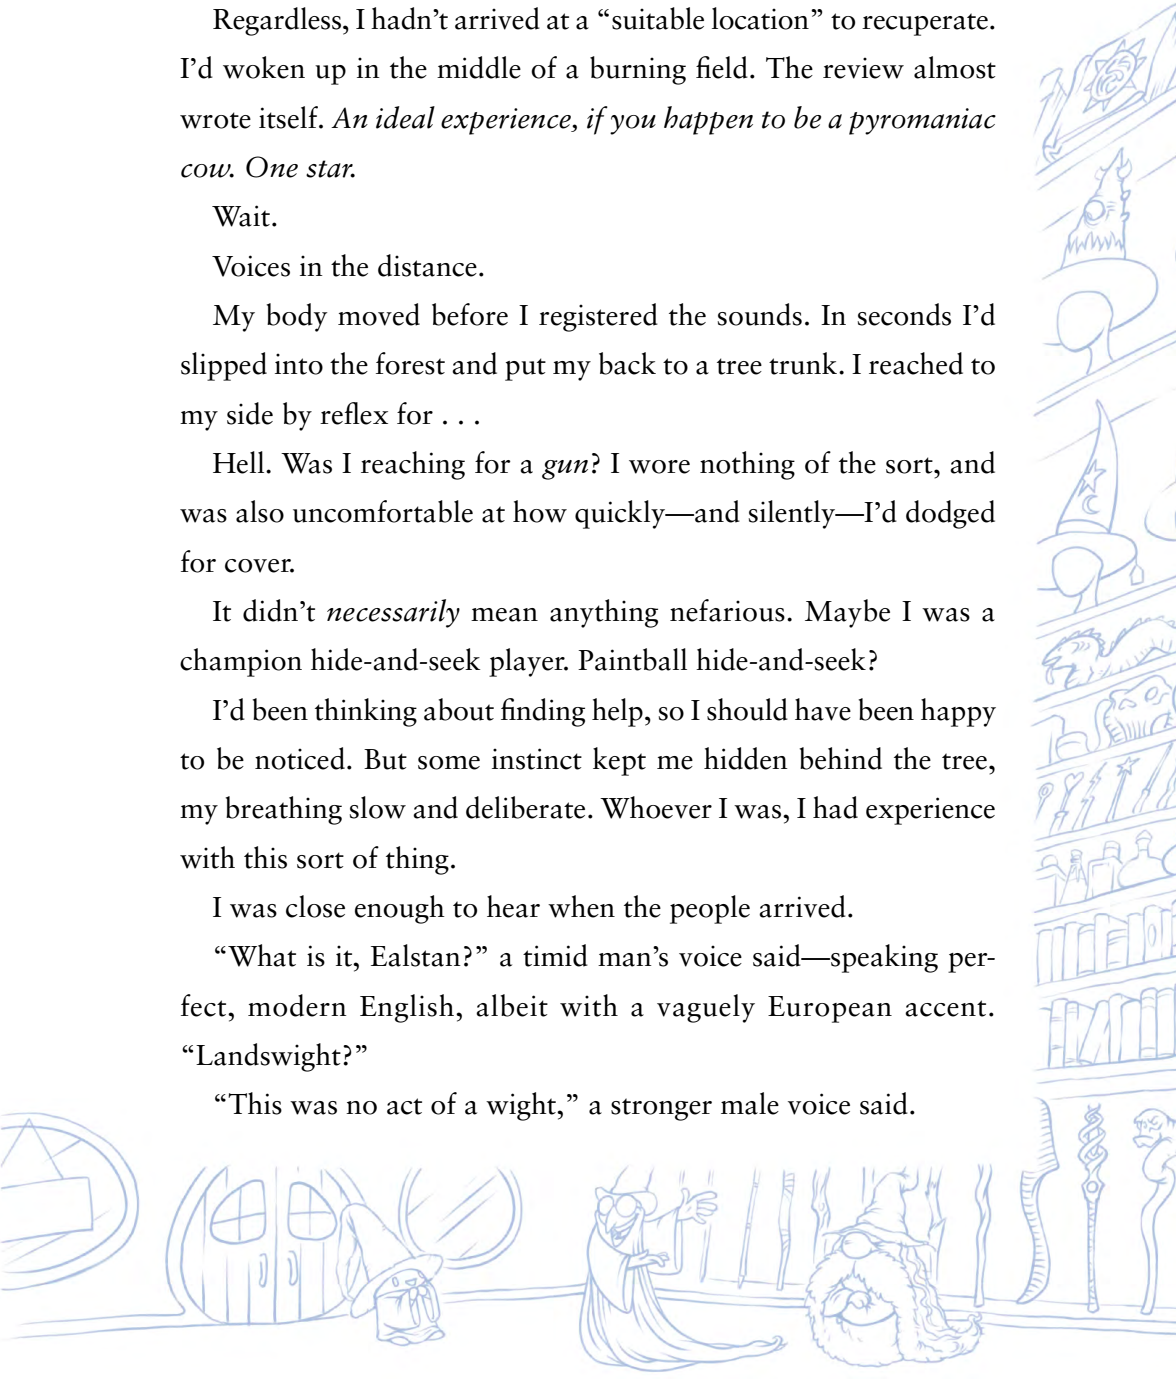 Regardless, I hadn’t arrived at a “suitable location” to recuperate.
I’d woken up in the middle of a burning field. The review almost
wrote itself. An ideal experience, if you happen to be a pyromaniac
cow. One star.
Wait.
Voices in the distance.
My body moved before I registered the sounds. In seconds I’d
slipped into the forest and put my back to a tree trunk. I reached to
my side by reflex for . . .
Hell. Was I reaching for a gun? I wore nothing of the sort, and
was also uncomfortable at how quickly—and silently—I’d dodged
for cover.
It didn’t necessarily mean anything nefarious. Maybe I was a
champion hide-and-seek player. Paintball hide-and-seek?
I’d been thinking about finding help, so I should have been happy
to be noticed. But some instinct kept me hidden behind the tree,
my breathing slow and deliberate. Whoever I was, I had experience
with this sort of thing.
I was close enough to hear when the people arrived.
“What is it, Ealstan?” a timid man’s voice said—speaking per-
fect, modern English, albeit with a vaguely European accent.
“Landswight?”
“This was no act of a wight,” a stronger male voice said.